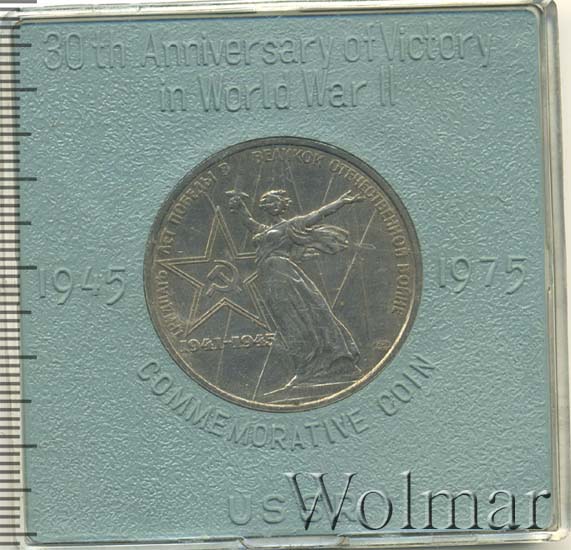 30th Anniversary of Victory
in World War II
ТРИДЦАТЬ ЛЕТ ПОБЕДЫ В ВЕЛИКОЙ ОТЕЧЕСТВЕННОЙ ВОЙНЕ
1945
1975
1941-1945
COMMEMORATIVE COIN
USSR
Wolmar